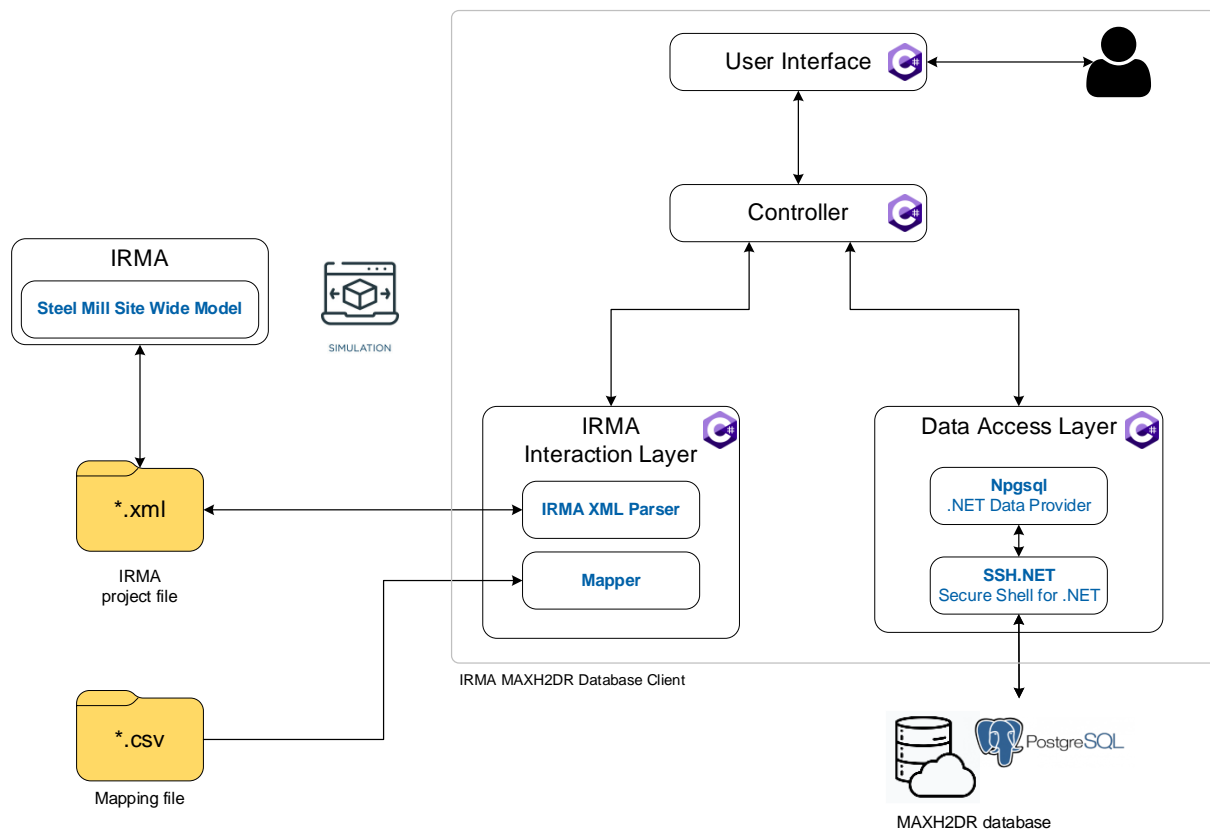 User Interface
C#
Controller
C#
IRMA
Steel Mill Site Wide Model
SIMULATION
IRMA
Interaction Layer
C#
IRMA XML Parser
Mapper
Data Access Layer
C#
Npgsql
.NET Data Provider
SSH.NET
Secure Shell for .NET
*.xml
IRMA
project file
IRMA MAXH2DR Database Client
*.csv
Mapping file
PostgreSQL
MAXH2DR database